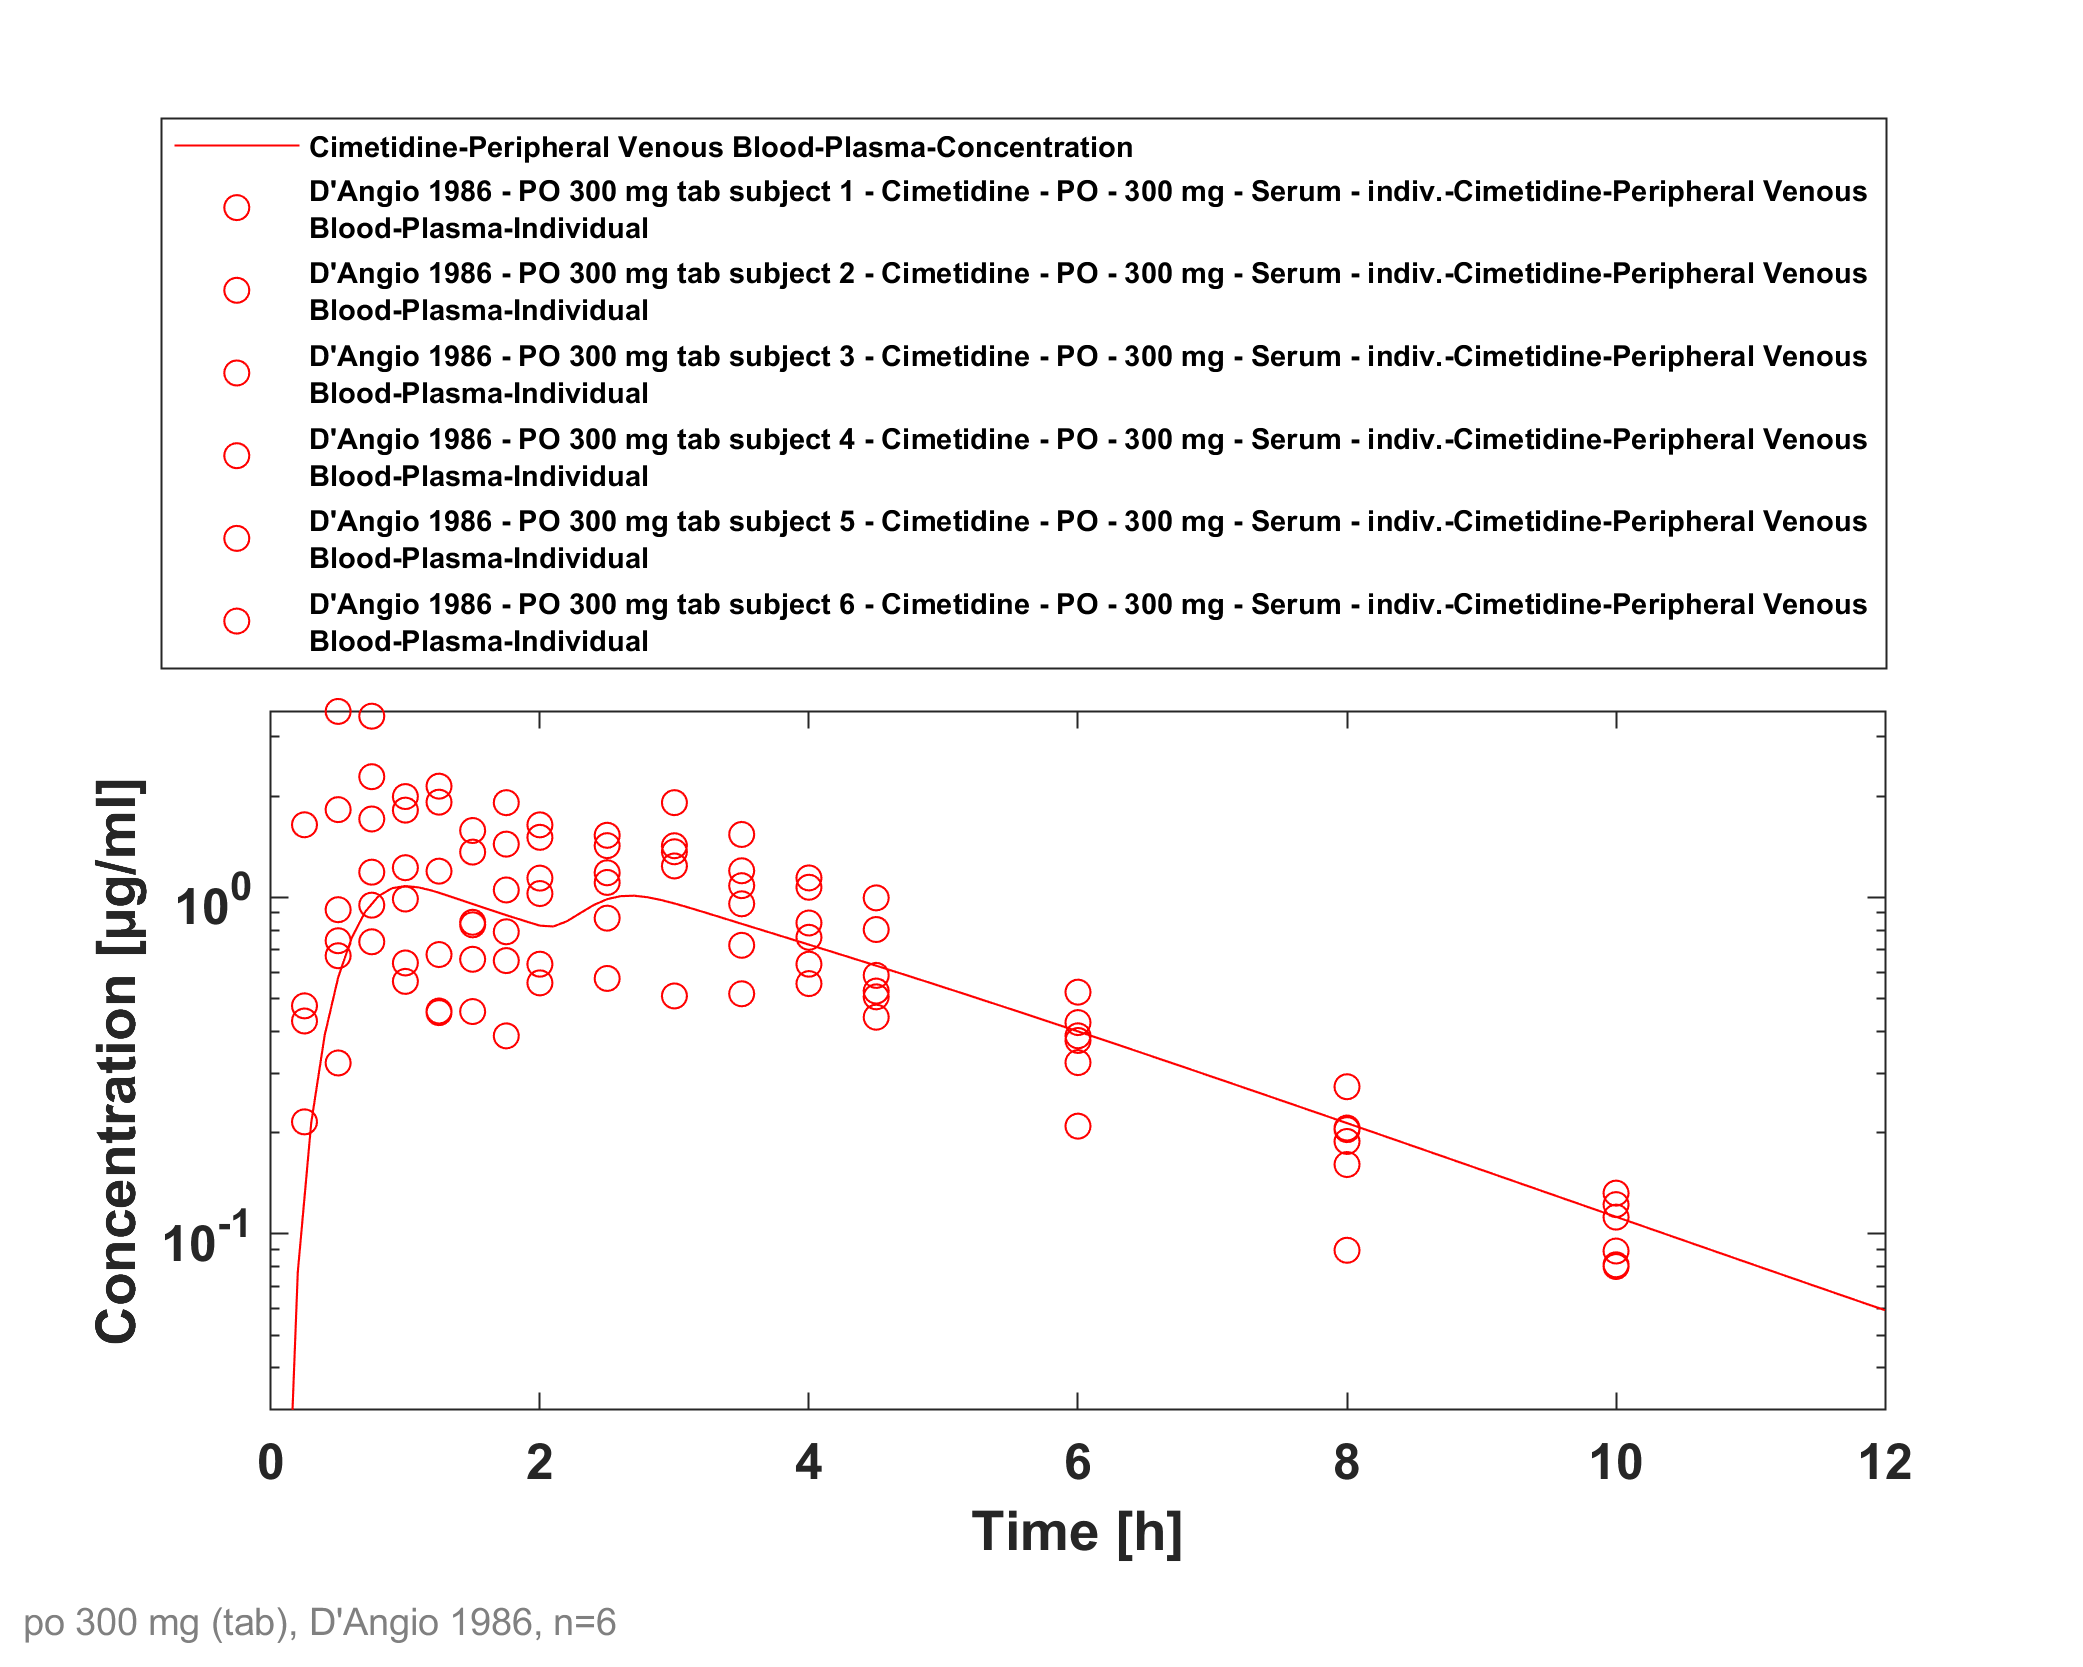 Cimetidine-Peripheral Venous Blood-Plasma-Concentration
D'Angio 1986 - PO 300 mg tab subject 1 - Cimetidine - PO - 300 mg - Serum - indiv.-Cimetidine-Peripheral Venous
Blood-Plasma-Individual
D'Angio 1986 - PO 300 mg tab subject 2 - Cimetidine - PO - 300 mg - Serum - indiv.-Cimetidine-Peripheral Venous
Blood-Plasma-Individual
D'Angio 1986 - PO 300 mg tab subject 3 - Cimetidine - PO - 300 mg - Serum - indiv.-Cimetidine-Peripheral Venous
Blood-Plasma-Individual
D'Angio 1986 - PO 300 mg tab subject 4 - Cimetidine - PO - 300 mg - Serum - indiv.-Cimetidine-Peripheral Venous
Blood-Plasma-Individual
D'Angio 1986 - PO 300 mg tab subject 5 - Cimetidine - PO - 300 mg - Serum - indiv.-Cimetidine-Peripheral Venous
Blood-Plasma-Individual
D'Angio 1986 - PO 300 mg tab subject 6 - Cimetidine - PO - 300 mg - Serum - indiv.-Cimetidine-Peripheral Venous
Blood-Plasma-Individual
Concentration [µg/ml]
10^0
10^-1
0 2 4 6 8 10 12
Time [h]
po 300 mg (tab), D'Angio 1986, n=6